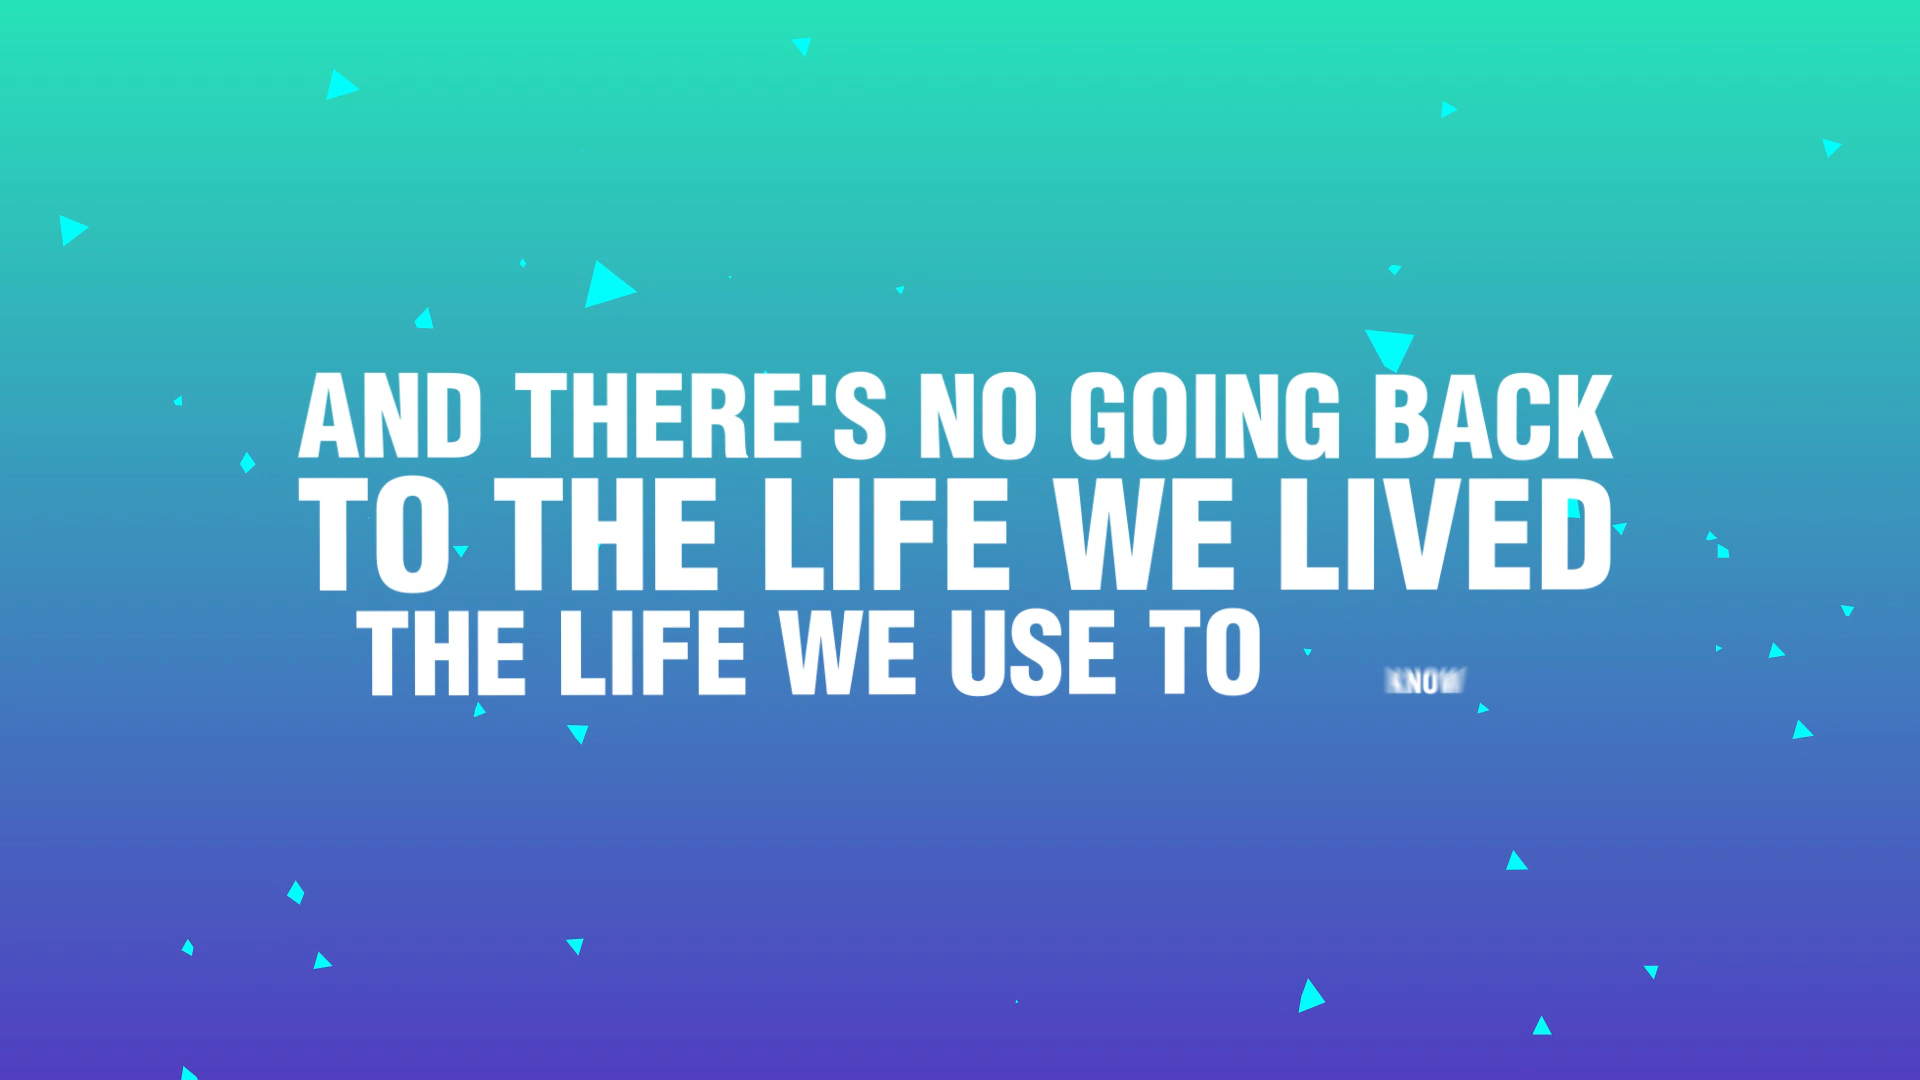 AND THERE'S NO GOING BACK
TO THE LIFE WE LIVED
THE LIFE WE USE TO KNOW